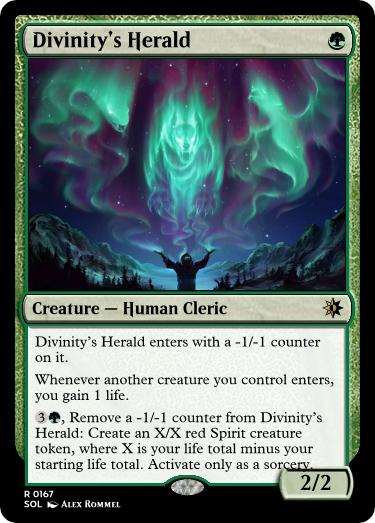 Divinity's Herald
Creature — Human Cleric
Divinity's Herald enters with a -1/-1 counter
on it.
Whenever another creature you control enters,
you gain 1 life.
3, Remove a -1/-1 counter from Divinity's
Herald: Create an X/X red Spirit creature
token, where X is your life total minus your
starting life total. Activate only as a sorcery.
2/2
R 0167
SOL Alex Rommel